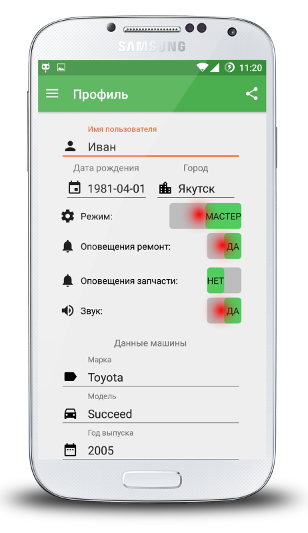 SAMSUNG
11:20
Профиль
Имя пользователя
Иван
Дата рождения Город
1981-04-01 Якутск
Режим: МАСТЕР
Оповещения ремонт: ДА
Оповещения запчасти: НЕТ
Звук: ДА
Данные машины
Марка
Toyota
Модель
Succeed
Год выпуска
2005